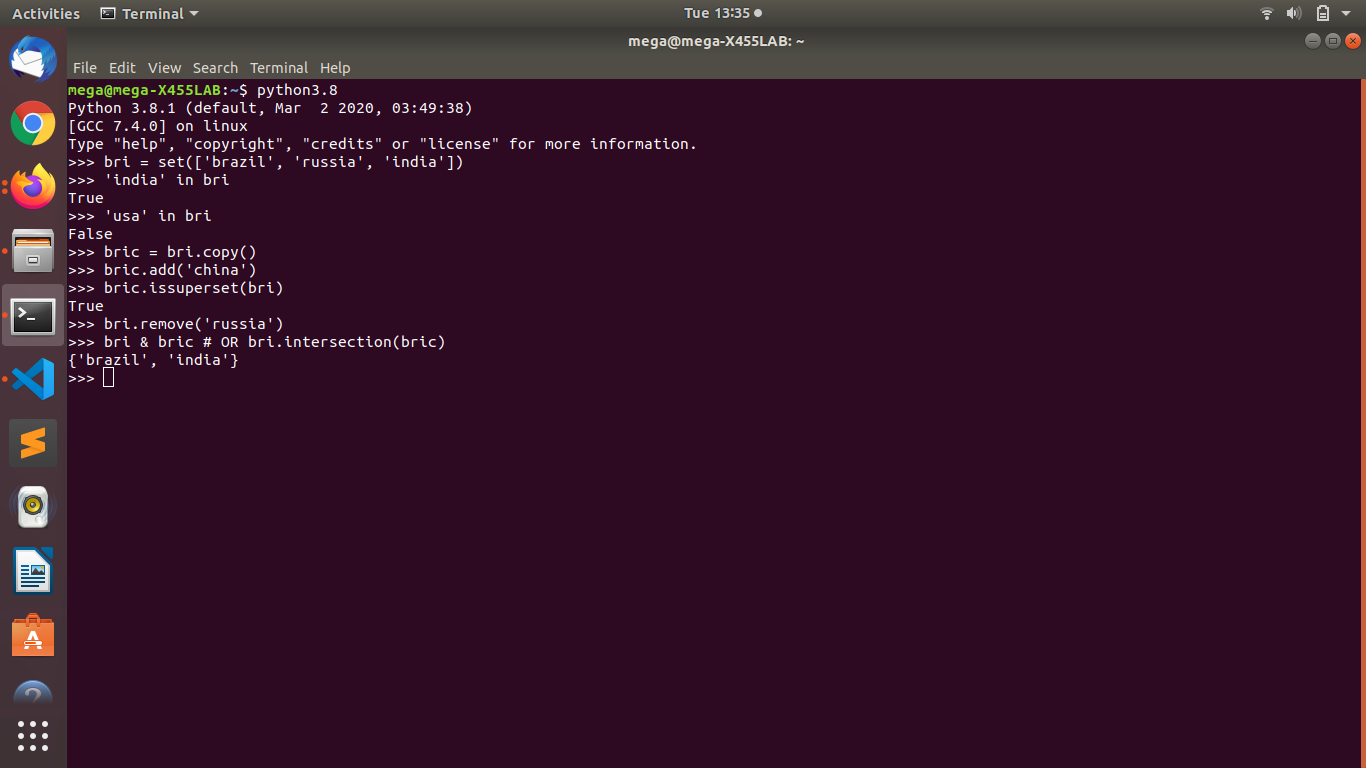 Activities Terminal Tue 13:35
mega@mega-X455LAB: ~
File Edit View Search Terminal Help
mega@mega-X455LAB:~$ python3.8
Python 3.8.1 (default, Mar  2 2020, 03:49:38)
[GCC 7.4.0] on linux
Type "help", "copyright", "credits" or "license" for more information.
>>> bri = set(['brazil', 'russia', 'india'])
>>> 'india' in bri
True
>>> 'usa' in bri
False
>>> bric = bri.copy()
>>> bric.add('china')
>>> bric.issuperset(bri)
True
>>> bri.remove('russia')
>>> bri & bric # OR bri.intersection(bric)
{'brazil', 'india'}
>>>